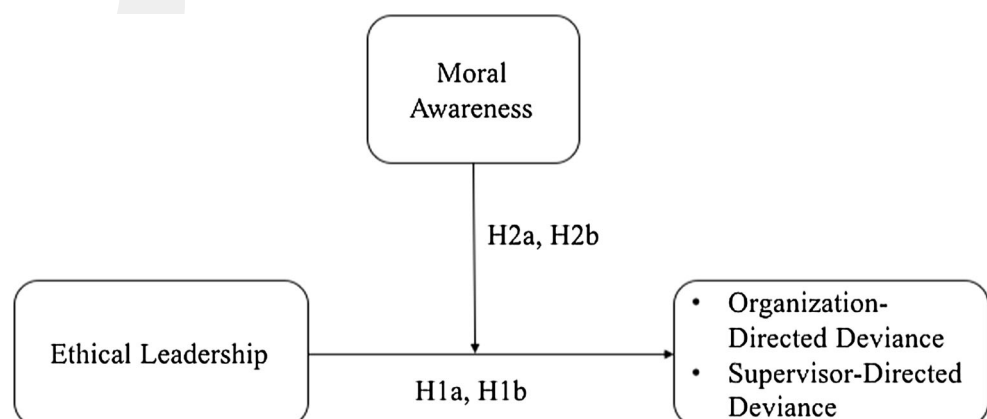 Moral
Awareness
H2a, H2b
Ethical Leadership
H1a, H1b
• Organization-
Directed Deviance
• Supervisor-Directed
Deviance